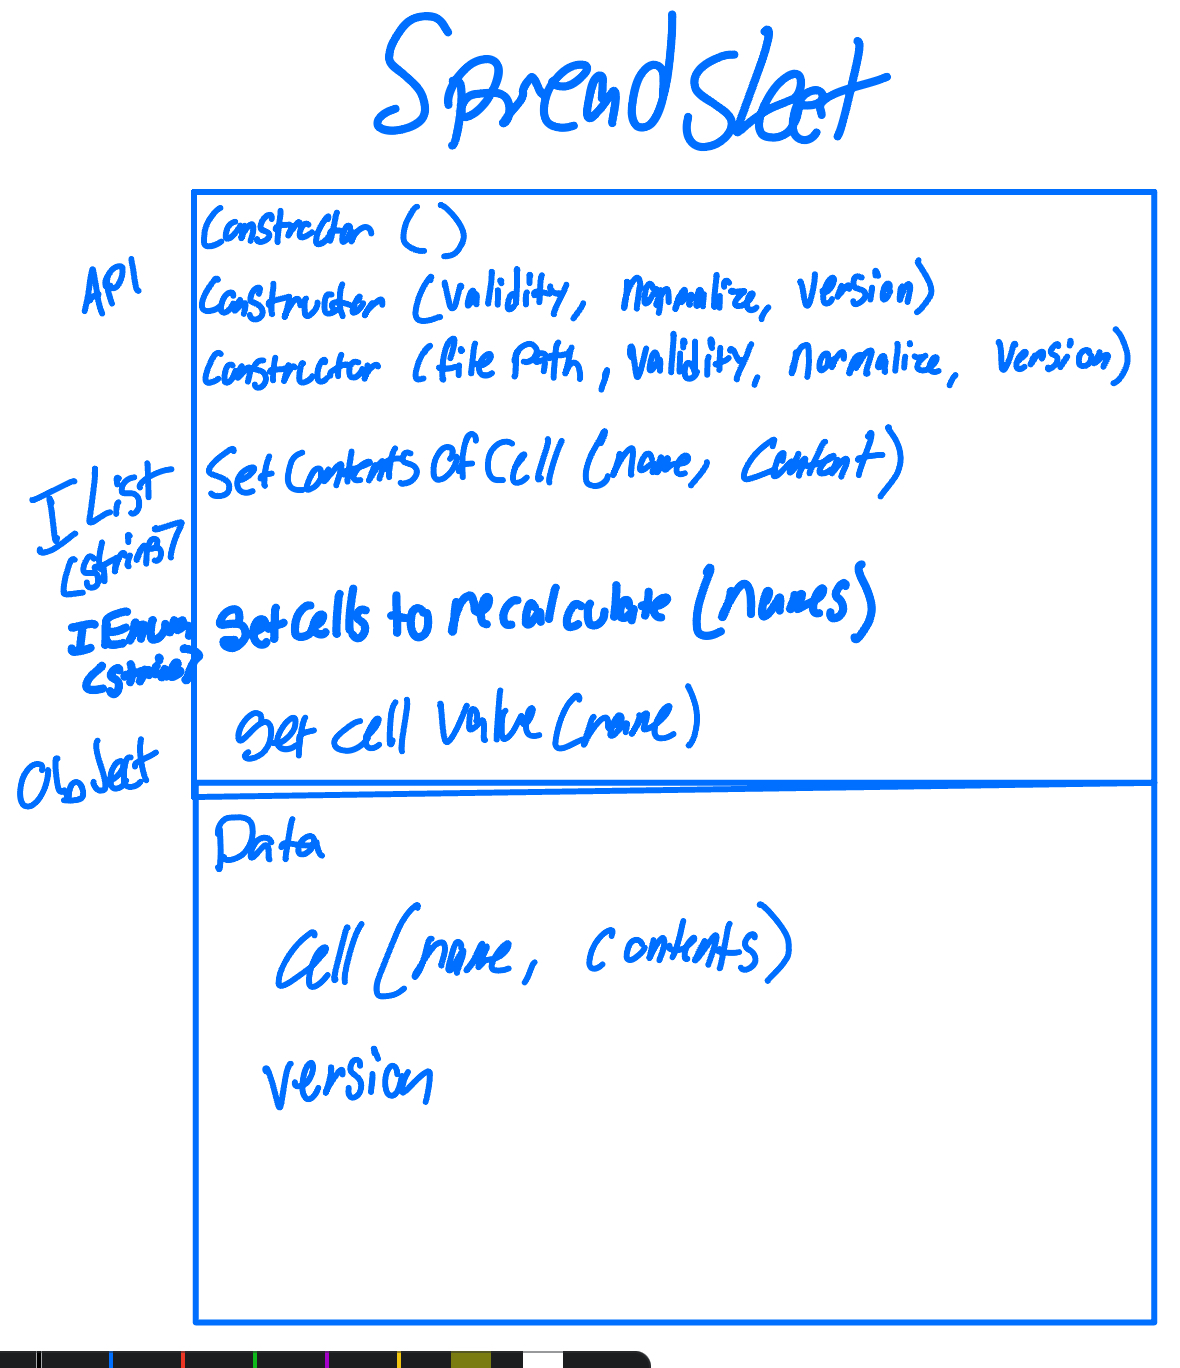 Spreadsheet
Constructor ()
API
Constructor (validity, normalize, version)
Constructor (file path, validity, normalize, version)
Set Contents Of Cell (name, content)
IList
<string>
Get cells to recalculate (names)
IEnum
<string>
Get cell value (name)
Object
Data
Cell (name, contents)
version